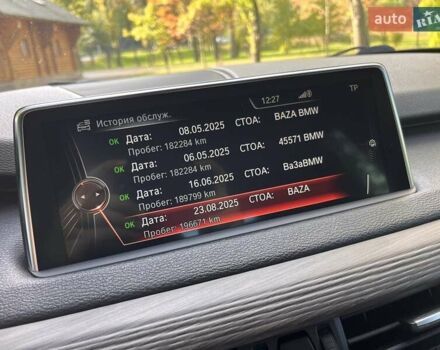 auto RIA
История обслуж.
12:27
TP
OK Дата: 08.05.2025 СТОА: BAZA BMW
Пробег: 182284 km
OK Дата: 06.05.2025 СТОА: 45571 BMW
Пробег: 182284 km
OK Дата: 16.06.2025 СТОА: Ba3aBMW
Пробег: 189799 km
OK Дата: 23.08.2025 СТОА: BAZA
Пробег: 196671 km